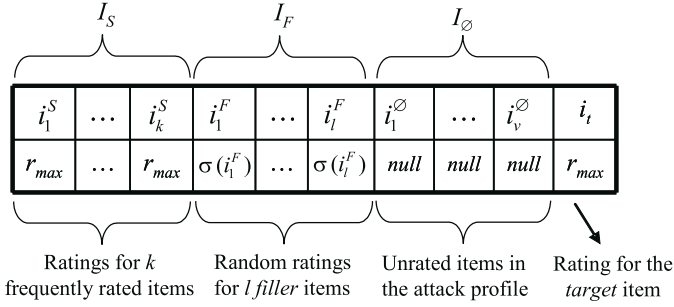 I_S I_F I_∅
i_1^S ... i_k^S i_1^F ... i_l^F i_1^∅ ... i_v^∅ i_t
r_max ... r_max σ(i_1^F) ... σ(i_l^F) null null null r_max
Ratings for k
frequently rated items
Random ratings
for l filler items
Unrated items in
the attack profile
Rating for the
target item